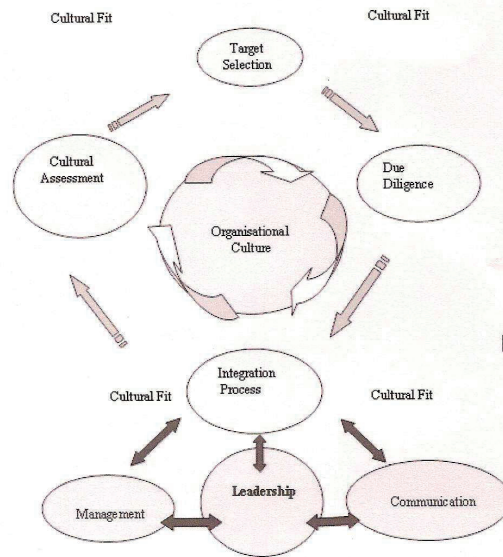 Cultural Fit
Cultural Fit
Target
Selection
Cultural
Assessment
Due
Diligence
Organisational
Culture
Integration
Process
Cultural Fit
Cultural Fit
Leadership
Management
Communication